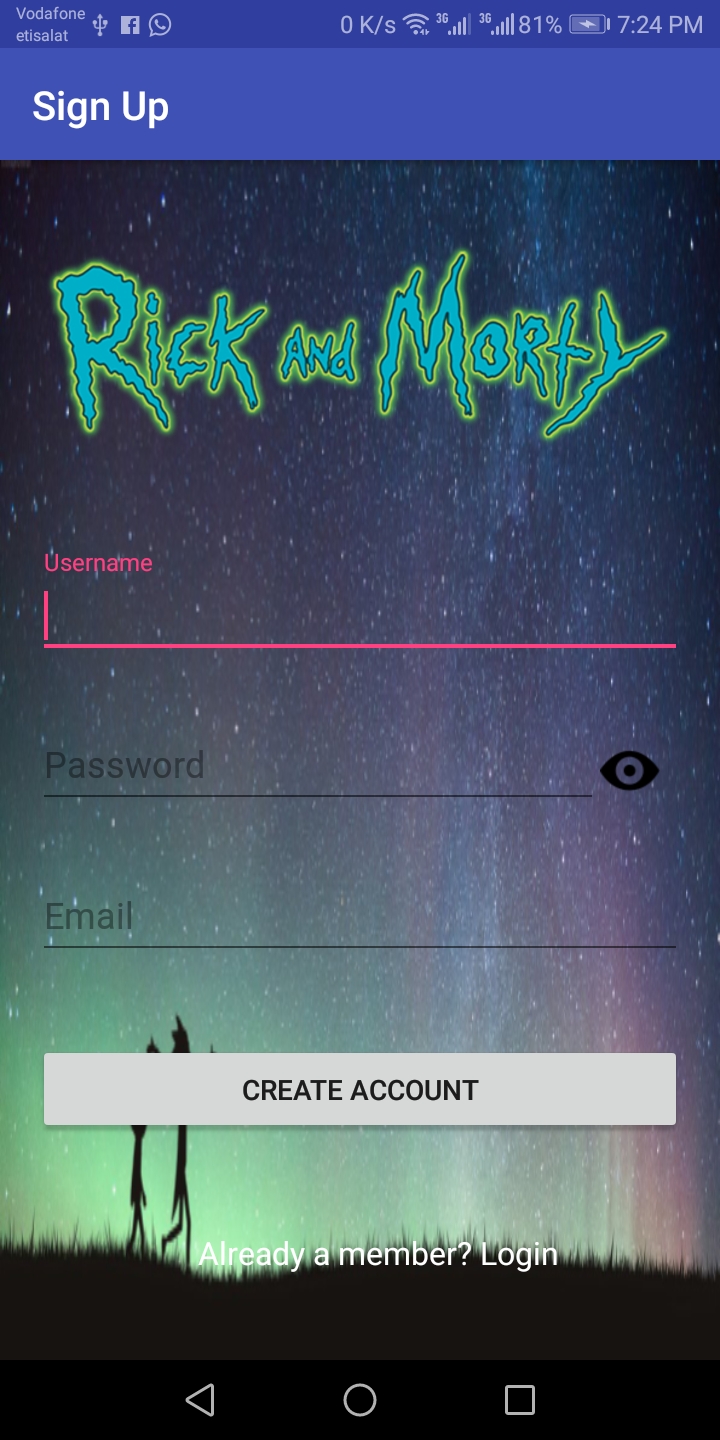 Vodafone
etisalat
0 K/s 3G 3G 81% 7:24 PM
Sign Up
Rick and Morty
Username
Password
Email
CREATE ACCOUNT
Already a member? Login